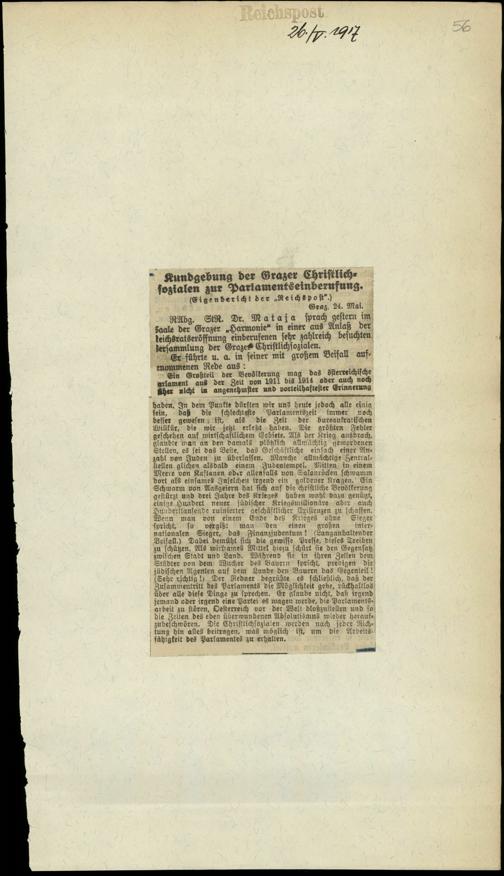 Reichspost
26./V. 1917
56
Kundgebung der Grazer Christlich-
sozialen zur Parlamentseinberufung.
(Eigenbericht der „Reichspost“.)
Graz, 24. Mai.
RAbg. StR. Dr. Mataja sprach gestern im
Saale der Grazer „Harmonie“ in einer aus Anlaß der
Reichsratseröffnung einberufenen sehr zahlreich besuchten
Versammlung der Grazer Christlichsozialen.
Er führte u. a. in seiner mit großem Beifall auf-
genommenen Rede aus:
Ein Großteil der Bevölkerung mag das österreichische
Parlament aus der Zeit von 1911 bis 1914 oder auch noch
früher nicht in angenehmster und vorteilhaftester Erinnerung
haben. In dem Punkte dürften wir uns heute jedoch alle einig
sein, daß die schlechteste Parlamentszeit immer noch
besser gewesen ist, als die Zeit der bureaukratischen
Willkür, die wir jetzt erlebt haben. Die größten Fehler
geschehen auf wirtschaftlichem Gebiete. Als der Krieg ausbrach,
glaubte man an den damals plötzlich allmächtig gewordenen
Stellen, es sei das Beste, das Geschäftliche einfach einer An-
zahl von Juden zu überlassen. Manche allmächtige Zentral-
stellen glichen alsbald einem Judentempel. Mitten in einem
Meere von Kaftanen oder allenfalls von Salonröcken schwamm
dort als einsames Inselchen irgend ein goldener Kragen. Ein
Schwarm von Aasgeiern hat sich auf die christliche Bevölkerung
gestürzt und drei Jahre des Krieges haben wohl dazu genügt,
einige Hundert neuer jüdischer Kriegsmillionäre aber auch
Hunderttausende ruinierter geschäftlicher Existenzen zu schaffen.
Wenn man von einem Ende des Krieges ohne Sieger
spricht, so vergißt man den einen großen inter-
nationalen Sieger, das Finanzjudentum! (Langanhaltender
Beifall.) Dabei bemüht sich die gewisse Presse, dieses Treiben
zu schützen. Als wirksames Mittel hiezu schürt sie den Gegensatz
zwischen Stadt und Land. Während sie in ihren Zeilen dem
Städter von dem Wucher des Bauern spricht, predigen die
jüdischen Agenten auf dem Lande den Bauern das Gegenteil!
(Sehr richtig!) Der Redner begrüßte es schließlich, daß der
Zusammentritt des Parlaments die Möglichkeit gebe, rückhaltlos
über alle diese Dinge zu sprechen. Er glaube nicht, daß irgend
jemand oder irgend eine Partei es wagen werde, die Parlaments-
arbeit zu stören, Oesterreich vor der Welt bloßzustellen und so
die Zeiten des eben überwundenen Absolutismus wieder herauf-
zubeschwören. Die Christlichsozialen werden nach jeder Rich-
tung hin alles beitragen, was möglich ist, um die Arbeits-
fähigkeit des Parlamentes zu erhalten.